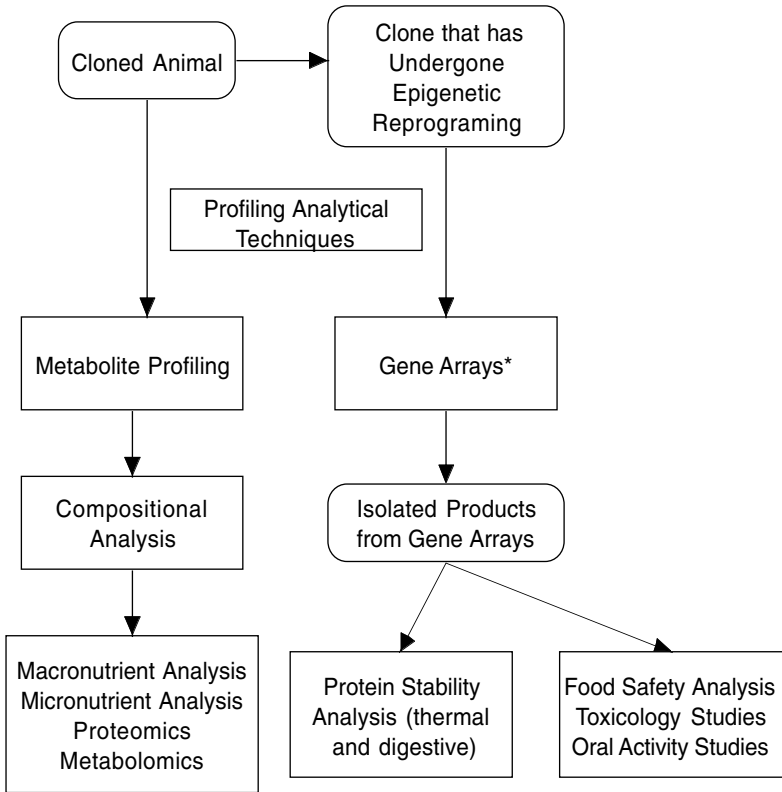 Cloned Animal
Clone that has
Undergone
Epigenetic
Reprograming
Profiling Analytical
Techniques
Metabolite Profiling
Gene Arrays*
Compositional
Analysis
Isolated Products
from Gene Arrays
Macronutrient Analysis
Micronutrient Analysis
Proteomics
Metabolomics
Protein Stability
Analysis (thermal
and digestive)
Food Safety Analysis
Toxicology Studies
Oral Activity Studies